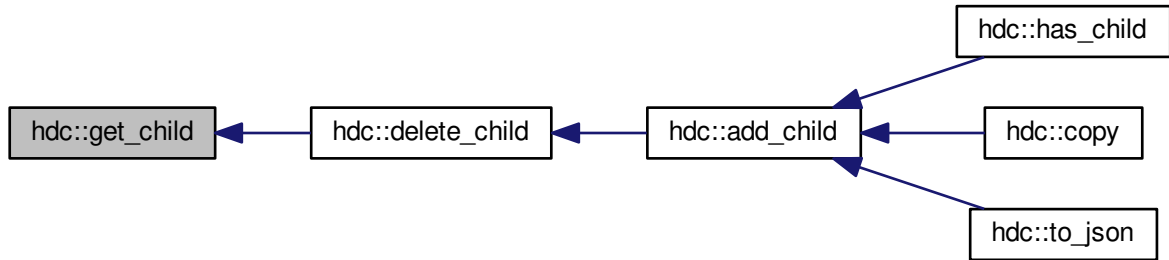 hdc::has_child
hdc::get_child
hdc::delete_child
hdc::add_child
hdc::copy
hdc::to_json